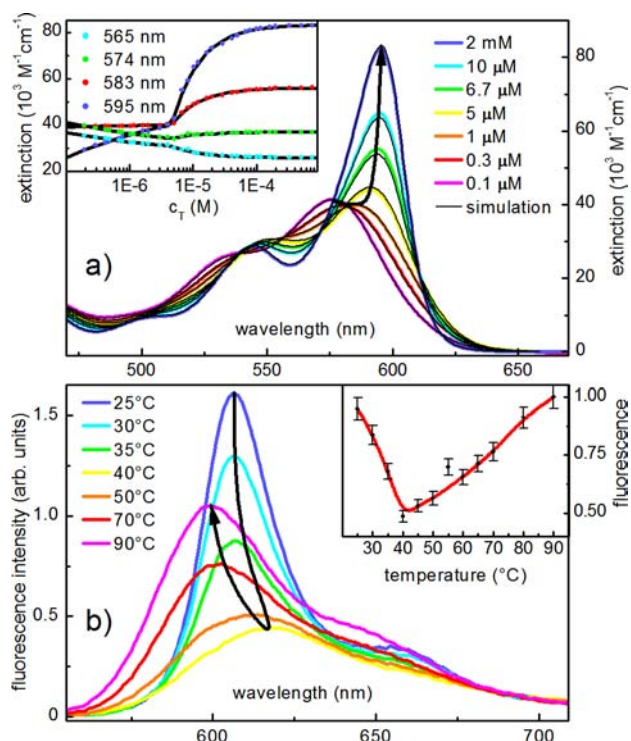 extinction (10³ M⁻¹cm⁻¹)
80
60
40
20
565 nm
574 nm
583 nm
595 nm
1E-6
1E-5
1E-4
c_T (M)
2 mM
10 µM
6.7 µM
5 µM
1 µM
0.3 µM
0.1 µM
simulation
extinction (10³ M⁻¹cm⁻¹)
80
60
40
20
0
a)
wavelength (nm)
500
550
600
650
fluorescence intensity (arb. units)
1.5
1.0
0.5
0
25°C
30°C
35°C
40°C
50°C
70°C
90°C
b)
wavelength (nm)
600
650
700
fluorescence
1.00
0.75
0.50
30
40
50
60
70
80
90
temperature (°C)